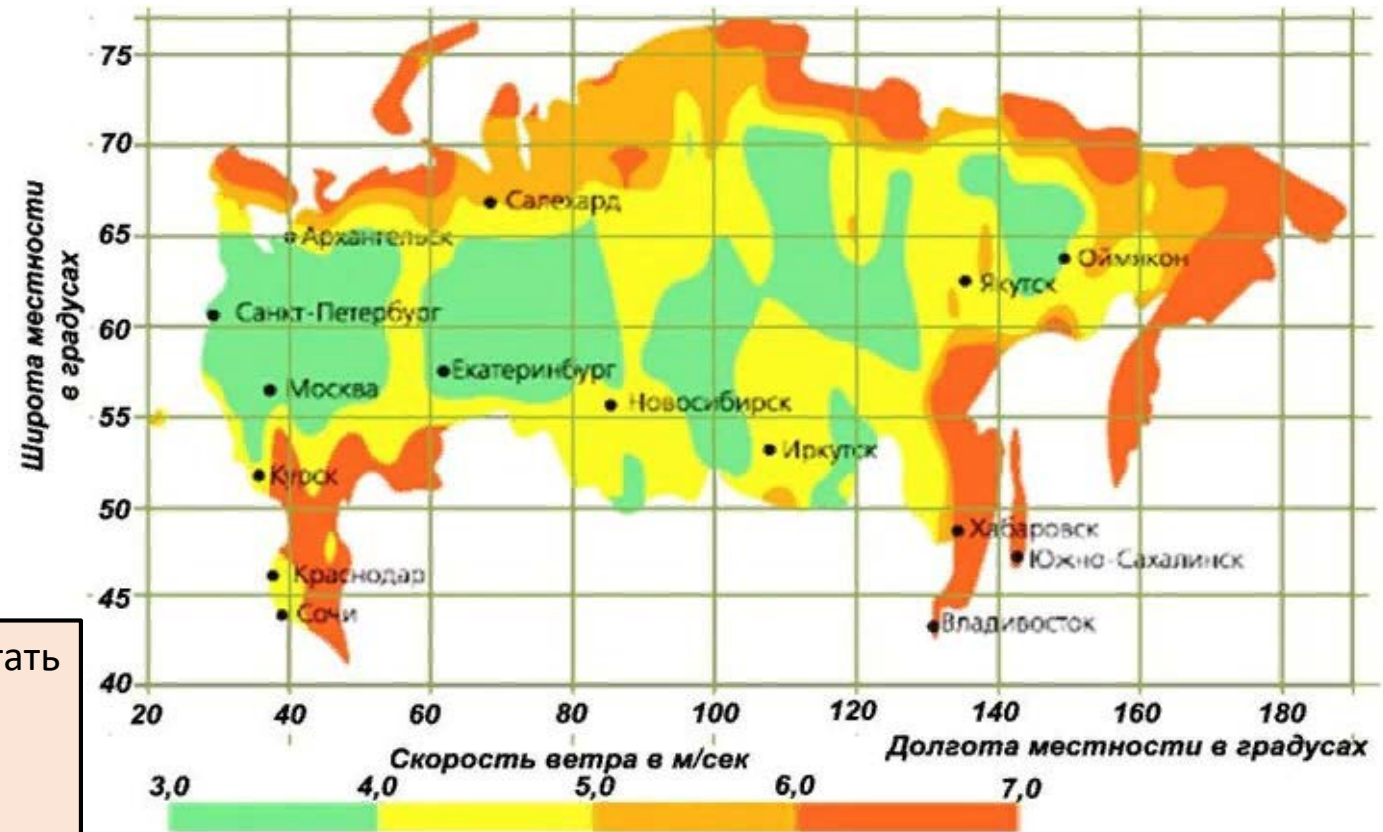 75
70
65
60
55
50
45
40
Широта местности
в градусах
Салехард
Архангельск
Оймякон
Якутск
Санкт-Петербург
Екатеринбург
Москва
Новосибирск
Иркутск
Курск
Хабаровск
Южно-Сахалинск
Краснодар
Сочи
Владивосток
тать
20 40 60 80 100 120 140 160 180
Долгота местности в градусах
Скорость ветра в м/сек
3,0 4,0 5,0 6,0 7,0